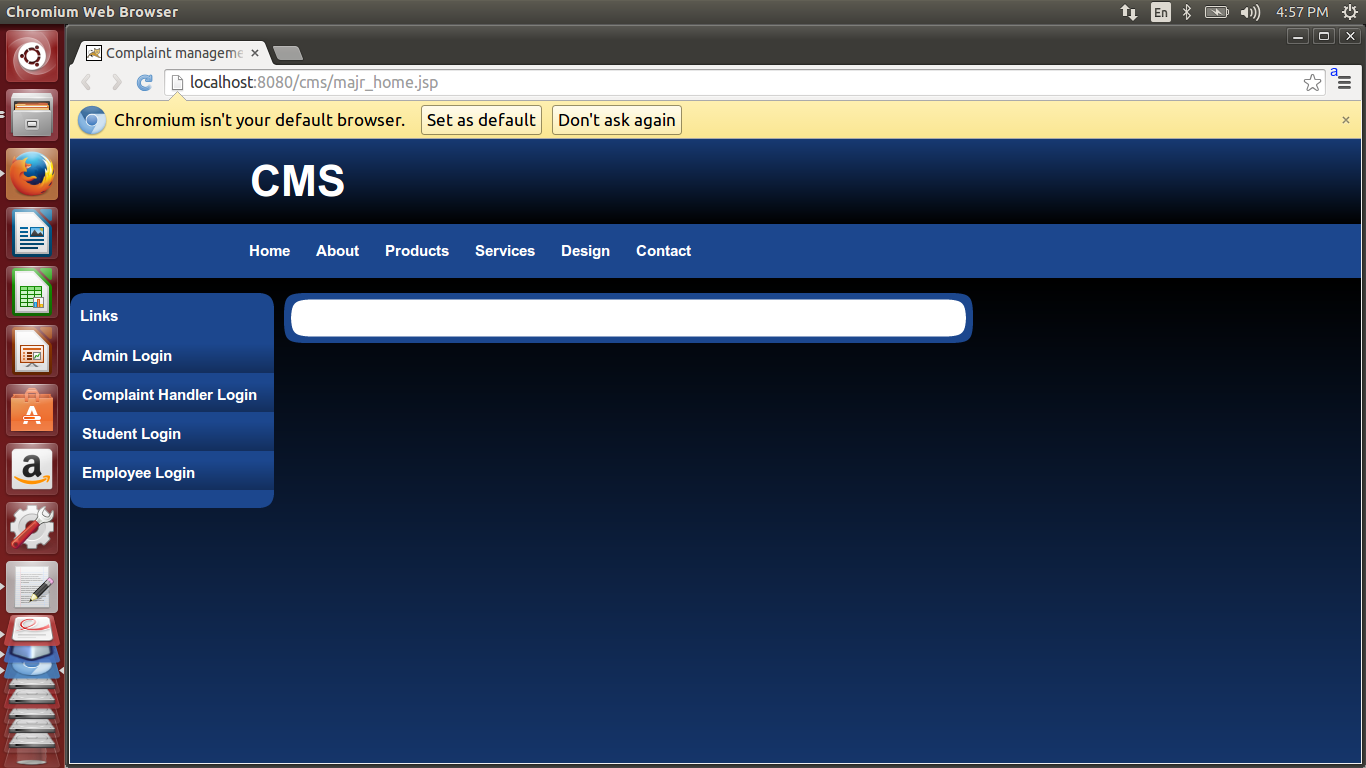 Chromium Web Browser
En
4:57 PM
Complaint manageme
localhost:8080/cms/majr_home.jsp
a
Chromium isn't your default browser. Set as default Don't ask again
CMS
Home About Products Services Design Contact
Links
Admin Login
Complaint Handler Login
Student Login
Employee Login